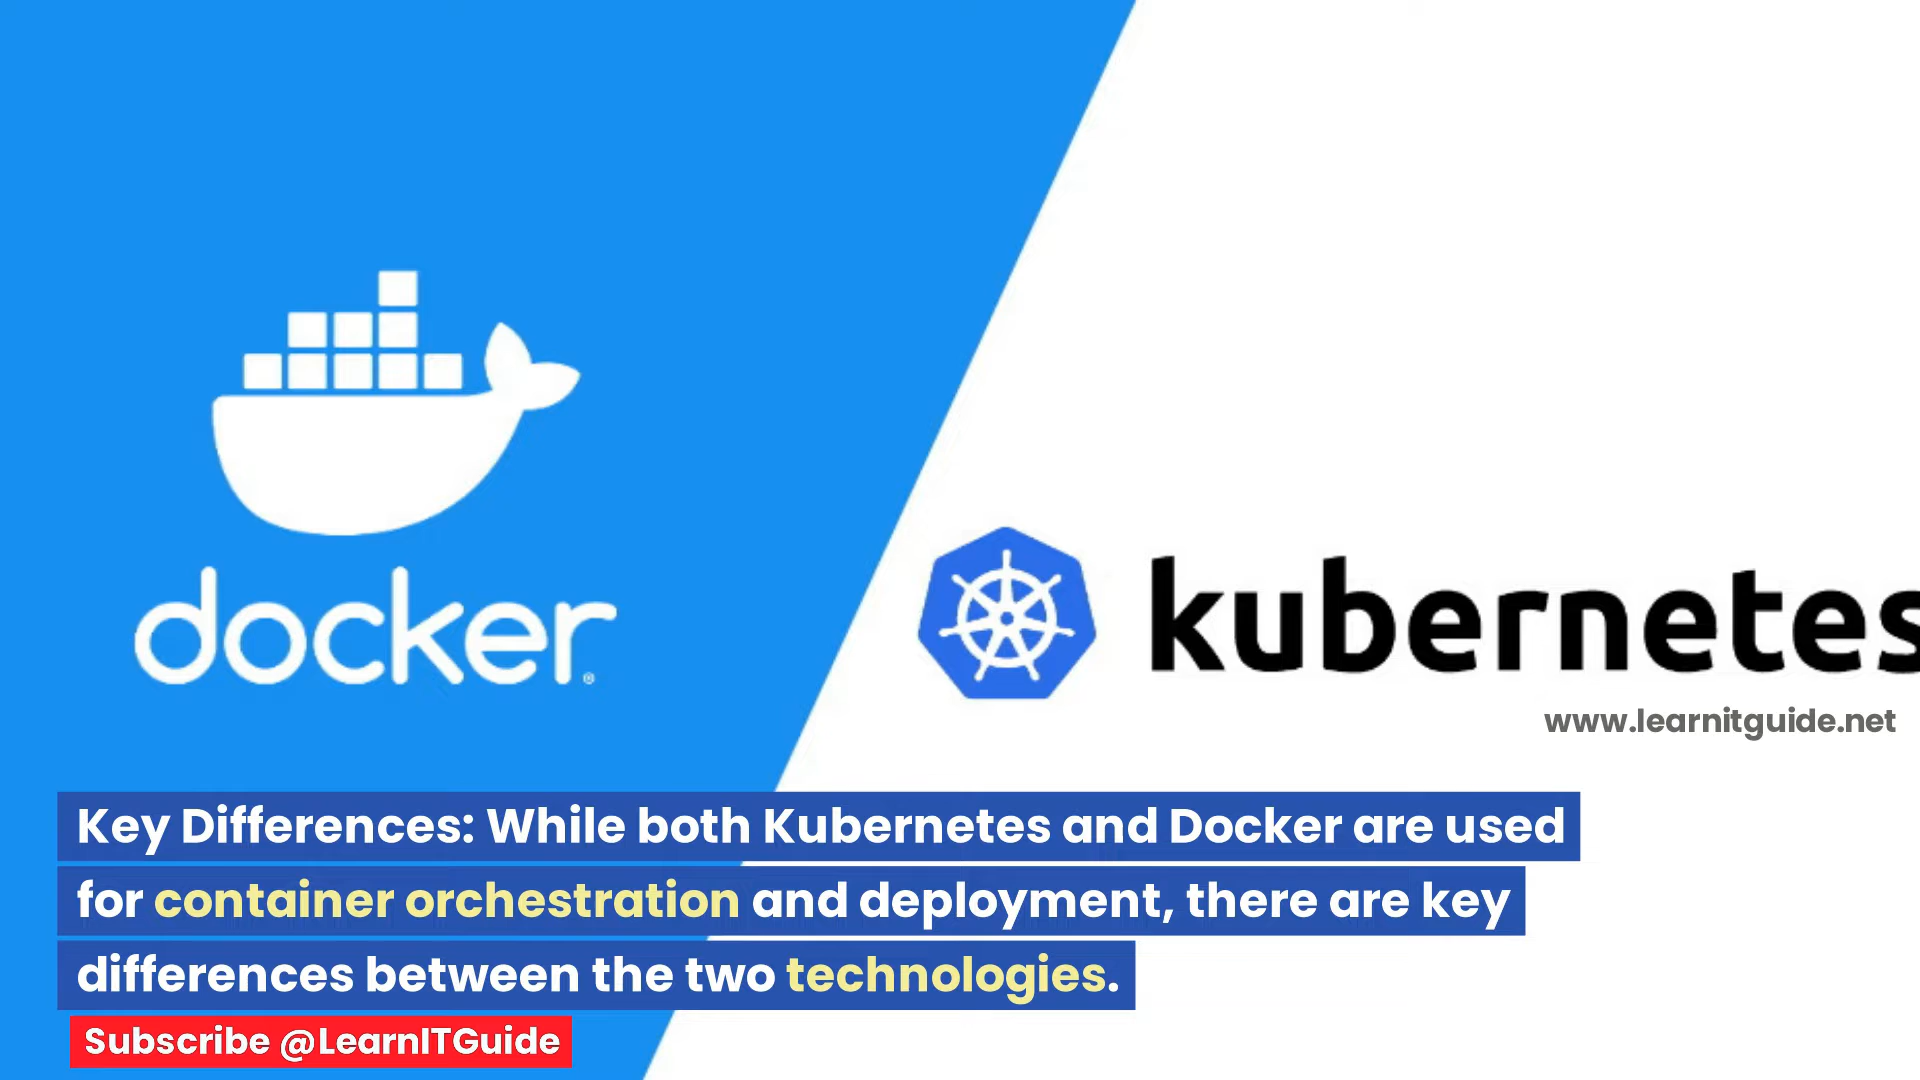 docker®
kubernetes
www.learnitguide.net
Key Differences: While both Kubernetes and Docker are used
for container orchestration and deployment, there are key
differences between the two technologies.
Subscribe @LearnITGuide